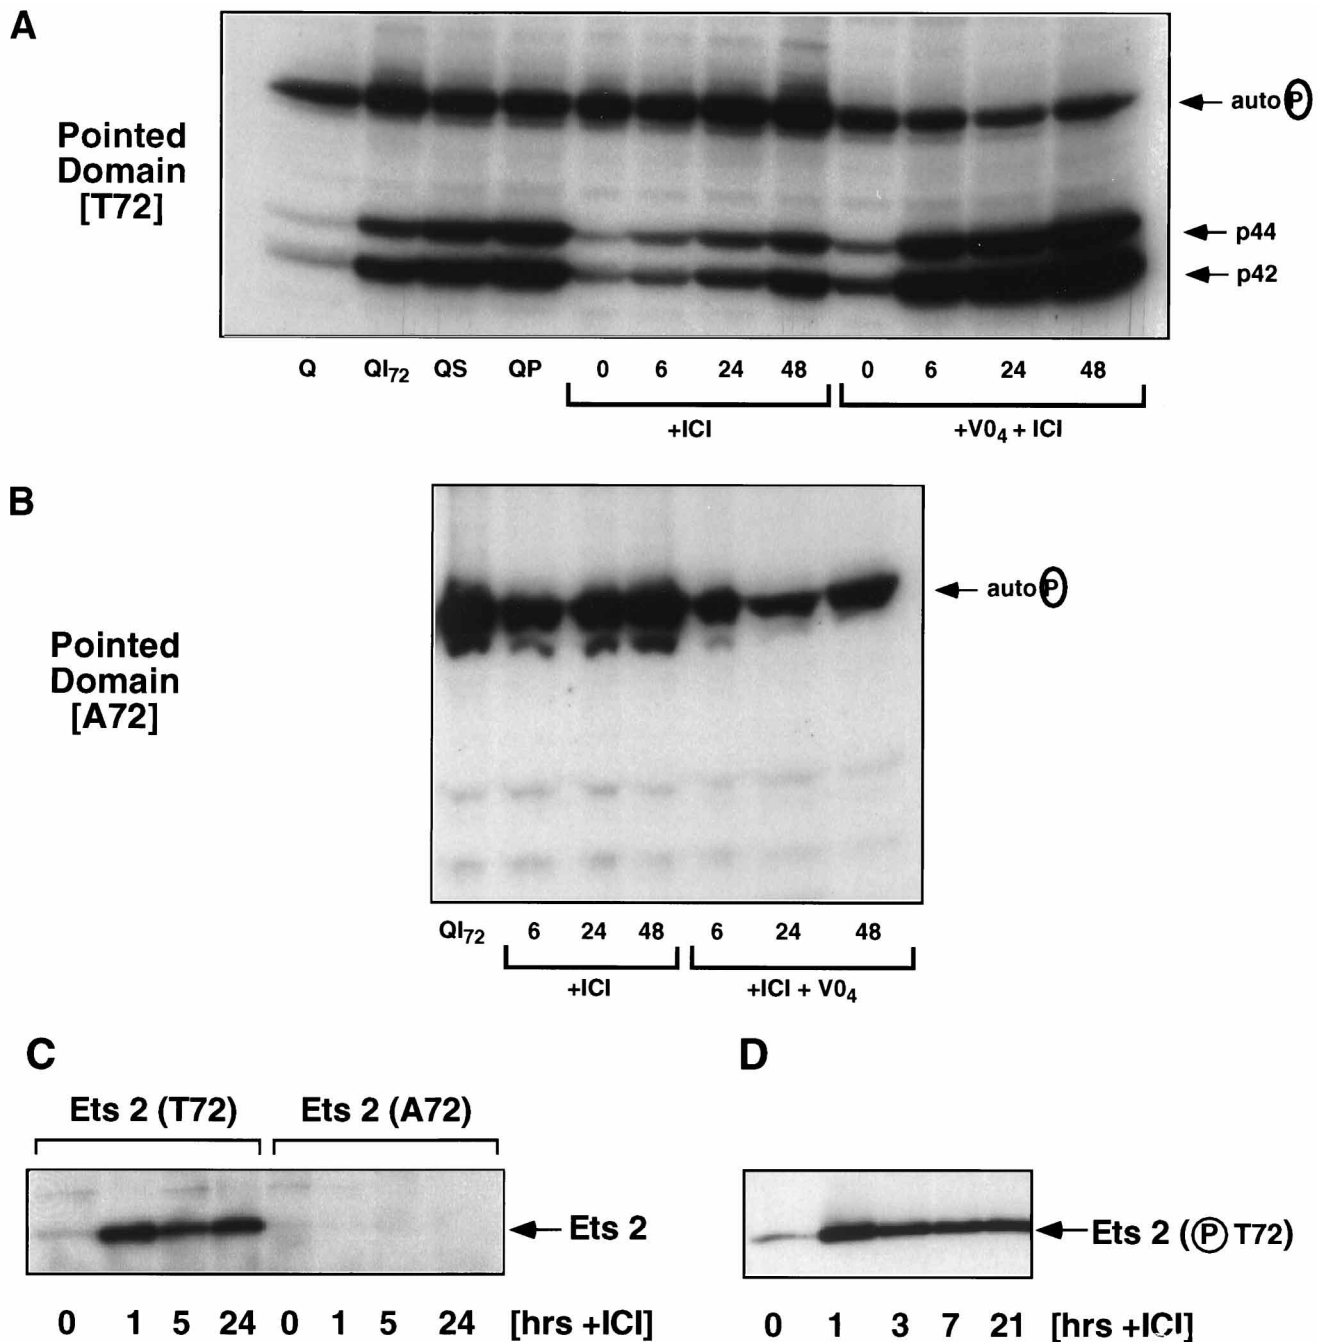 A
auto P
Pointed
Domain
[T72]
p44
p42
Q QI72 QS QP 0 6 24 48 0 6 24 48
+ICI +V04 + ICI
B
auto P
Pointed
Domain
[A72]
QI72 6 24 48 6 24 48
+ICI +ICI + V04
C D
Ets 2 (T72) Ets 2 (A72)
Ets 2 Ets 2 (P T72)
0 1 5 24 0 1 5 24 [hrs +ICI] 0 1 3 7 21 [hrs +ICI]